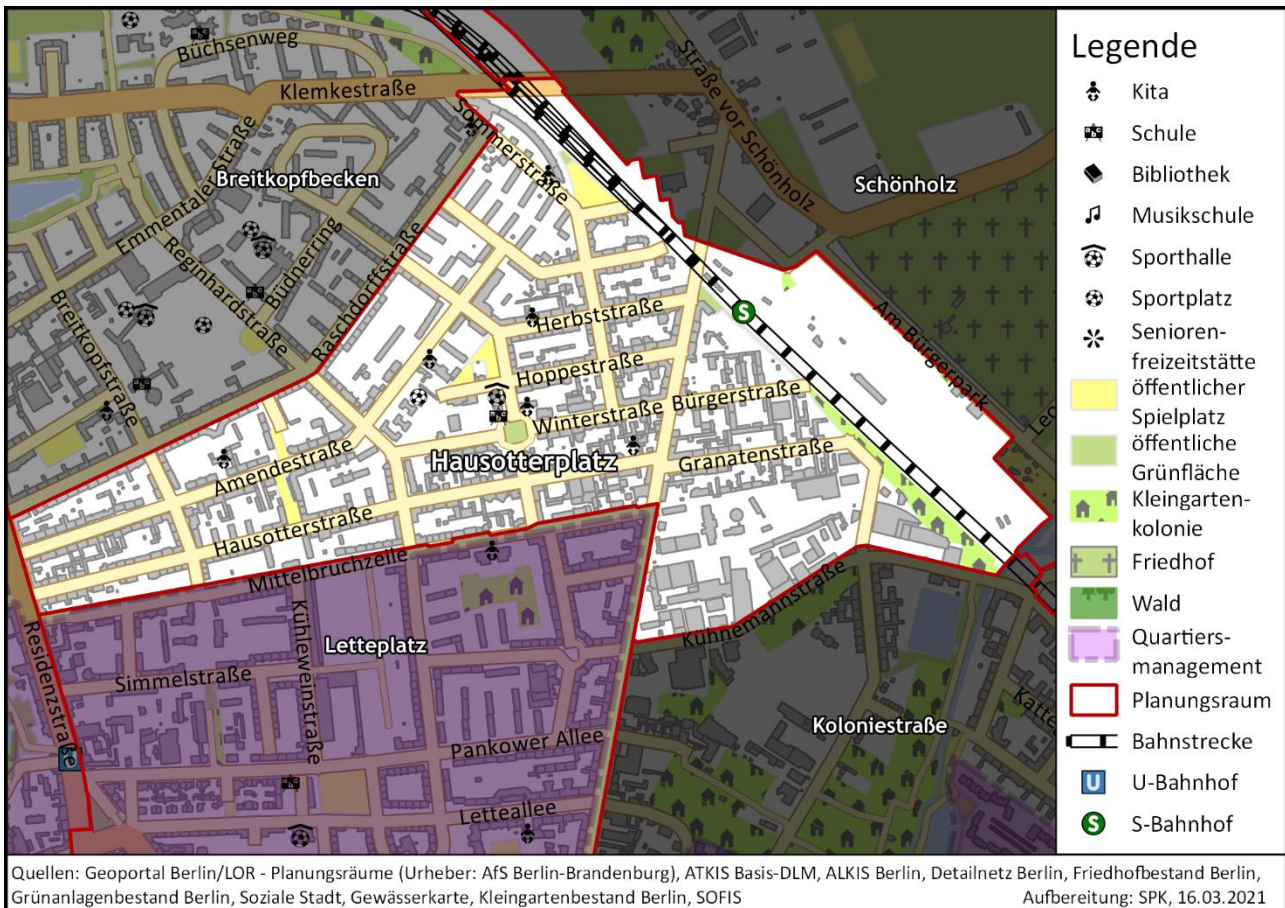 Büchsenweg
Klemkestraße
Straße vor Schönholz
Sommerstraße
Emmentaler Straße
Breitkopfbecken
Schönholz
Reginhardstraße
Büdnerring
Raschdorffstraße
Breitkopfstraße
Am Bürgerpark
Herbststraße
S
Hoppestraße
Winterstraße
Bürgerstraße
Hausotterplatz
Granatenstraße
Amendestraße
Hausotterstraße
Mittelbruchzeile
Kühnemannstraße
Residenzstraße
Kühleweinstraße
Letteplatz
Simmelstraße
Koloniestraße
Pankower Allee
Letteallee
Legende
Kita
Schule
Bibliothek
Musikschule
Sporthalle
Sportplatz
Senioren-
freizeitstätte
öffentlicher
Spielplatz
öffentliche
Grünfläche
Kleingarten-
kolonie
Friedhof
Wald
Quartiers-
management
Planungsraum
Bahnstrecke
U U-Bahnhof
S S-Bahnhof
Quellen: Geoportal Berlin/LOR - Planungsräume (Urheber: AfS Berlin-Brandenburg), ATKIS Basis-DLM, ALKIS Berlin, Detailnetz Berlin, Friedhofbestand Berlin,
Grünanlagenbestand Berlin, Soziale Stadt, Gewässerkarte, Kleingartenbestand Berlin, SOFIS
Aufbereitung: SPK, 16.03.2021